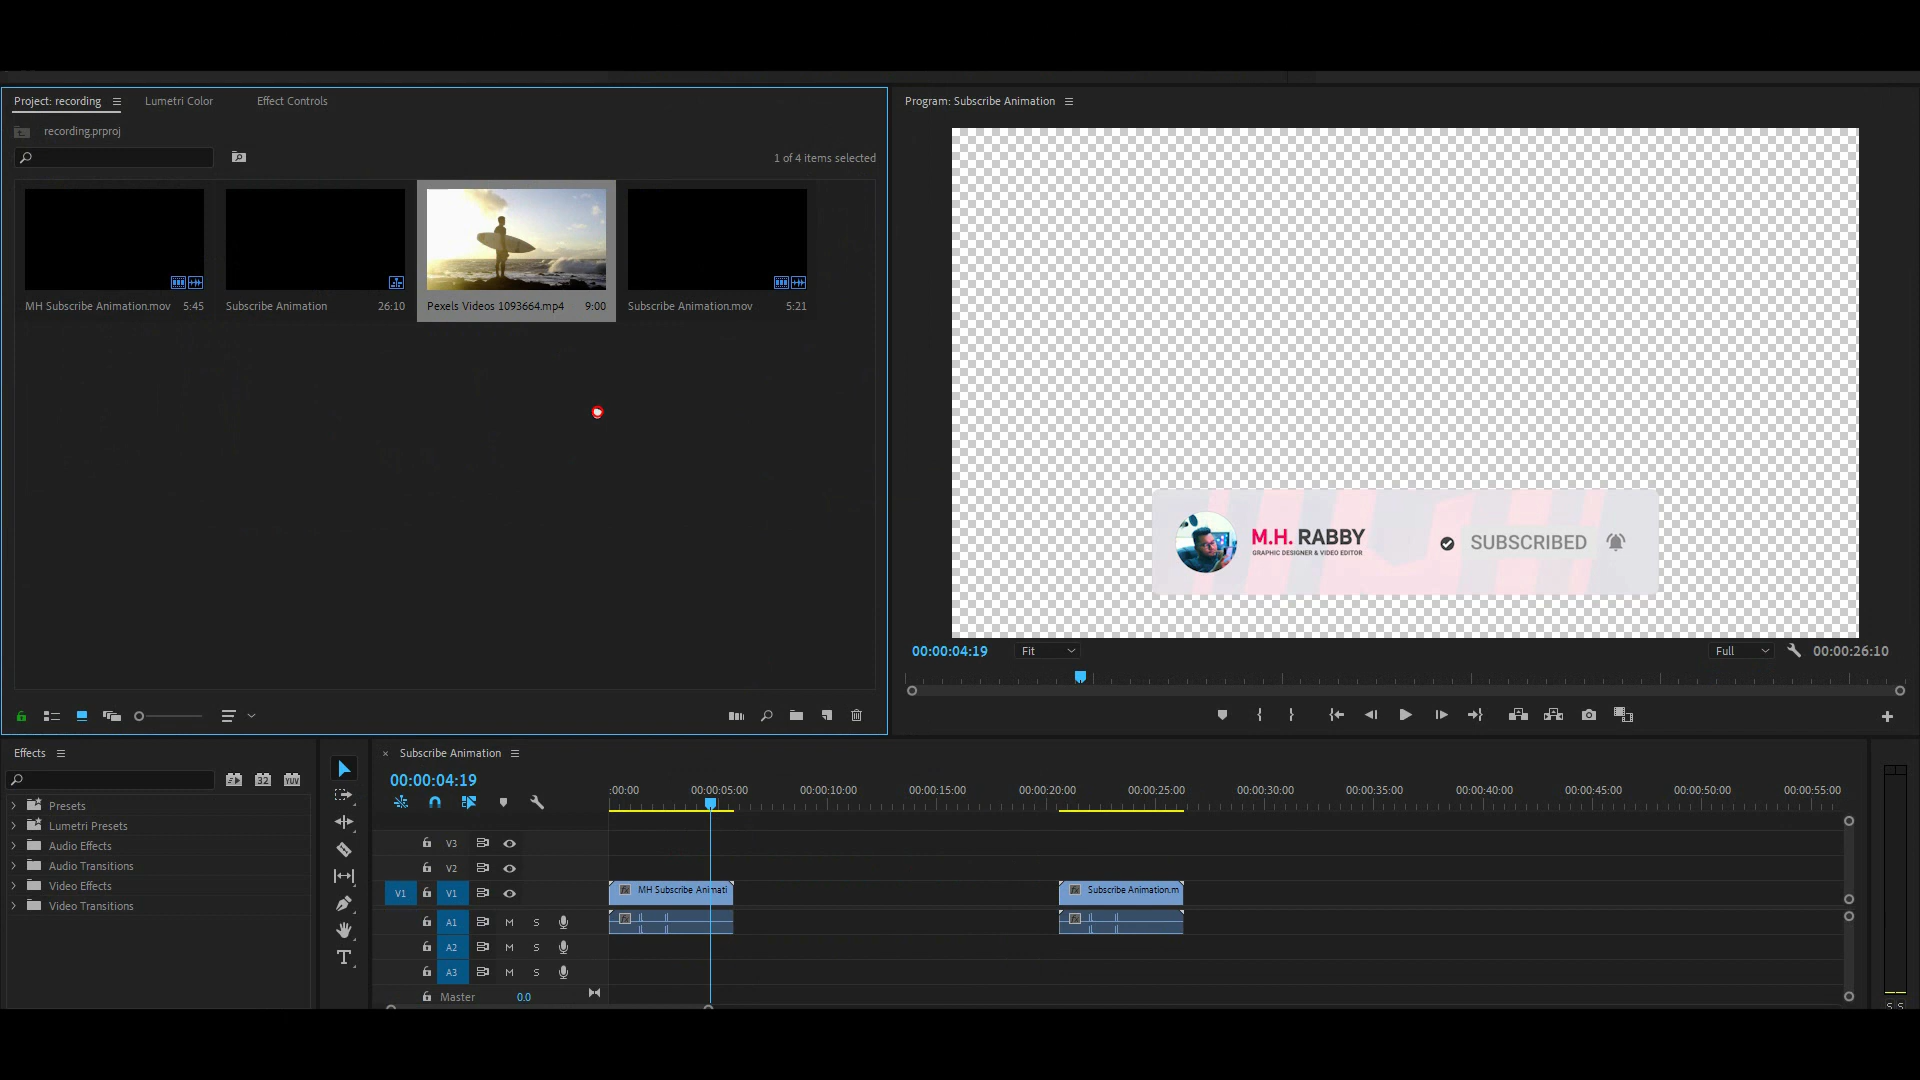 Project: recording
Lumetri Color
Effect Controls
recording.prproj
1 of 4 items selected
MH Subscribe Animation.mov 5:45
Subscribe Animation 26:10
Pexels Videos 1093664.mp4 9:00
Subscribe Animation.mov 5:21
Program: Subscribe Animation
M.H. RABBY
GRAPHIC DESIGNER & VIDEO EDITOR
SUBSCRIBED
00:00:04:19
Fit
Full
00:00:26:10
Effects
32
YUV
Presets
Lumetri Presets
Audio Effects
Audio Transitions
Video Effects
Video Transitions
Subscribe Animation
00:00:04:19
:00:00 00:00:05:00 00:00:10:00 00:00:15:00 00:00:20:00 00:00:25:00 00:00:30:00 00:00:35:00 00:00:40:00 00:00:45:00 00:00:50:00 00:00:55:00
V3
V2
V1 V1
MH Subscribe Animati
Subscribe Animation.m
A1 M S
A2 M S
A3 M S
Master 0.0
S S